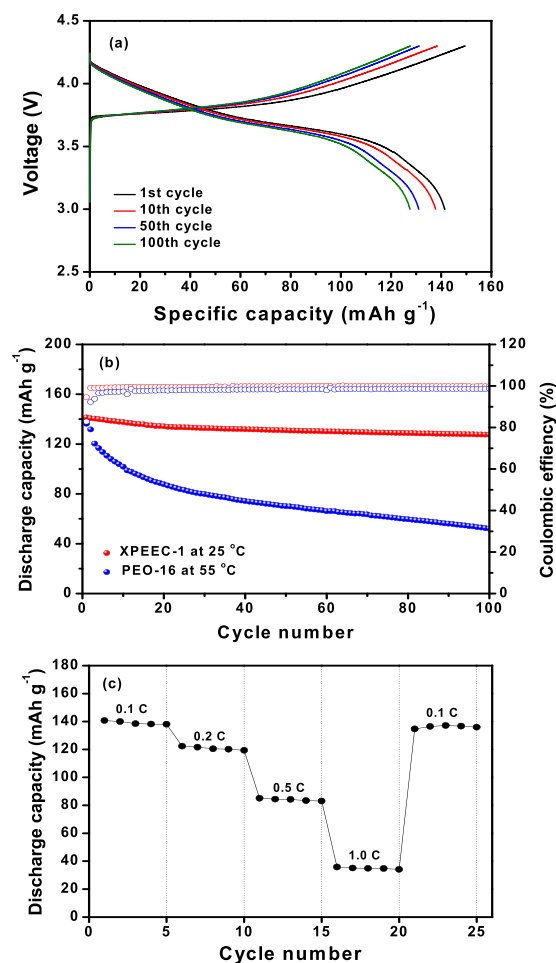 (a)
4.5
4.0
3.5
3.0
2.5
Voltage (V)
1st cycle
10th cycle
50th cycle
100th cycle
0 20 40 60 80 100 120 140 160
Specific capacity (mAh g⁻¹)
(b)
200
160
120
80
40
0
Discharge capacity (mAh g⁻¹)
120
100
80
60
40
20
0
Coulombic effiency (%)
XPEEC-1 at 25 °C
PEO-16 at 55 °C
0 20 40 60 80 100
Cycle number
(c)
180
160
140
120
100
80
60
40
20
0
Discharge capacity (mAh g⁻¹)
0.1 C
0.2 C
0.5 C
1.0 C
0.1 C
0 5 10 15 20 25
Cycle number